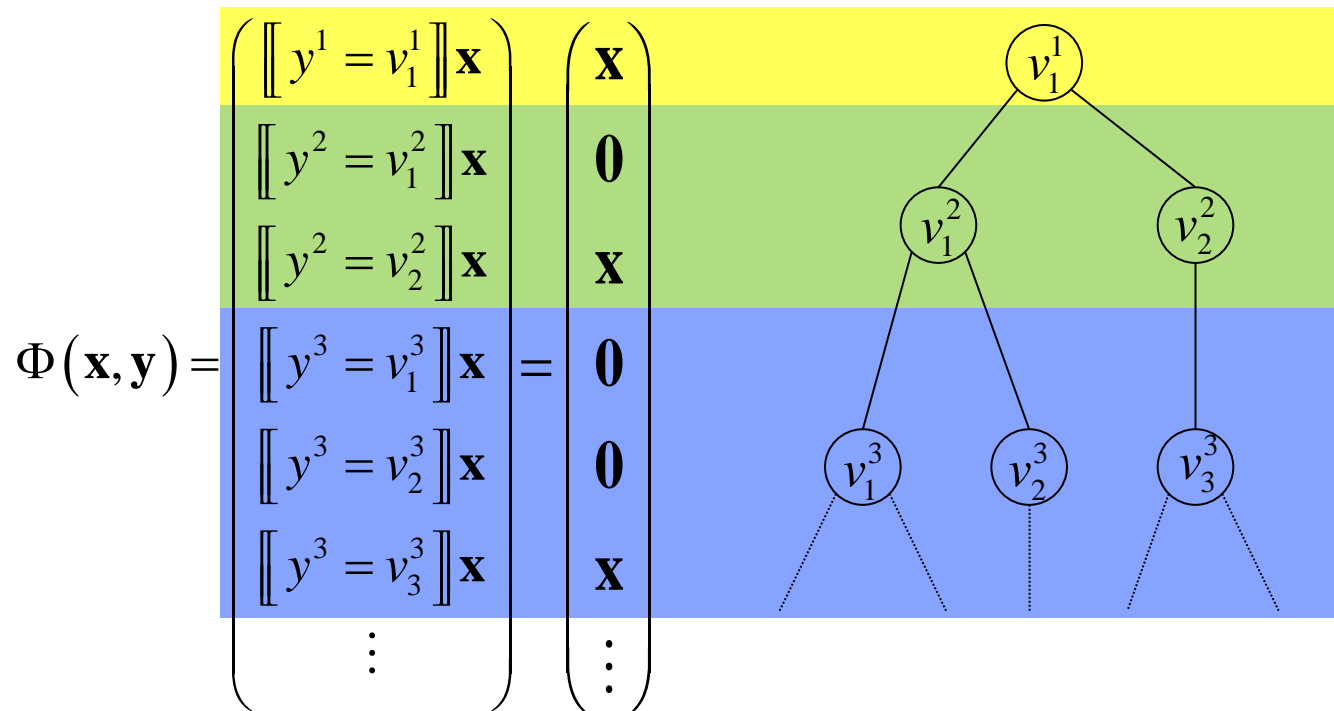 ⟦y¹ = v₁¹⟧𝐱 𝐱 v₁¹
⟦y² = v₁²⟧𝐱 𝟎
⟦y² = v₂²⟧𝐱 𝐱 v₁² v₂²
Φ(𝐱, 𝐲) = ⟦y³ = v₁³⟧𝐱 = 𝟎
⟦y³ = v₂³⟧𝐱 𝟎 v₁³ v₂³ v₃³
⟦y³ = v₃³⟧𝐱 𝐱
⋮ ⋮